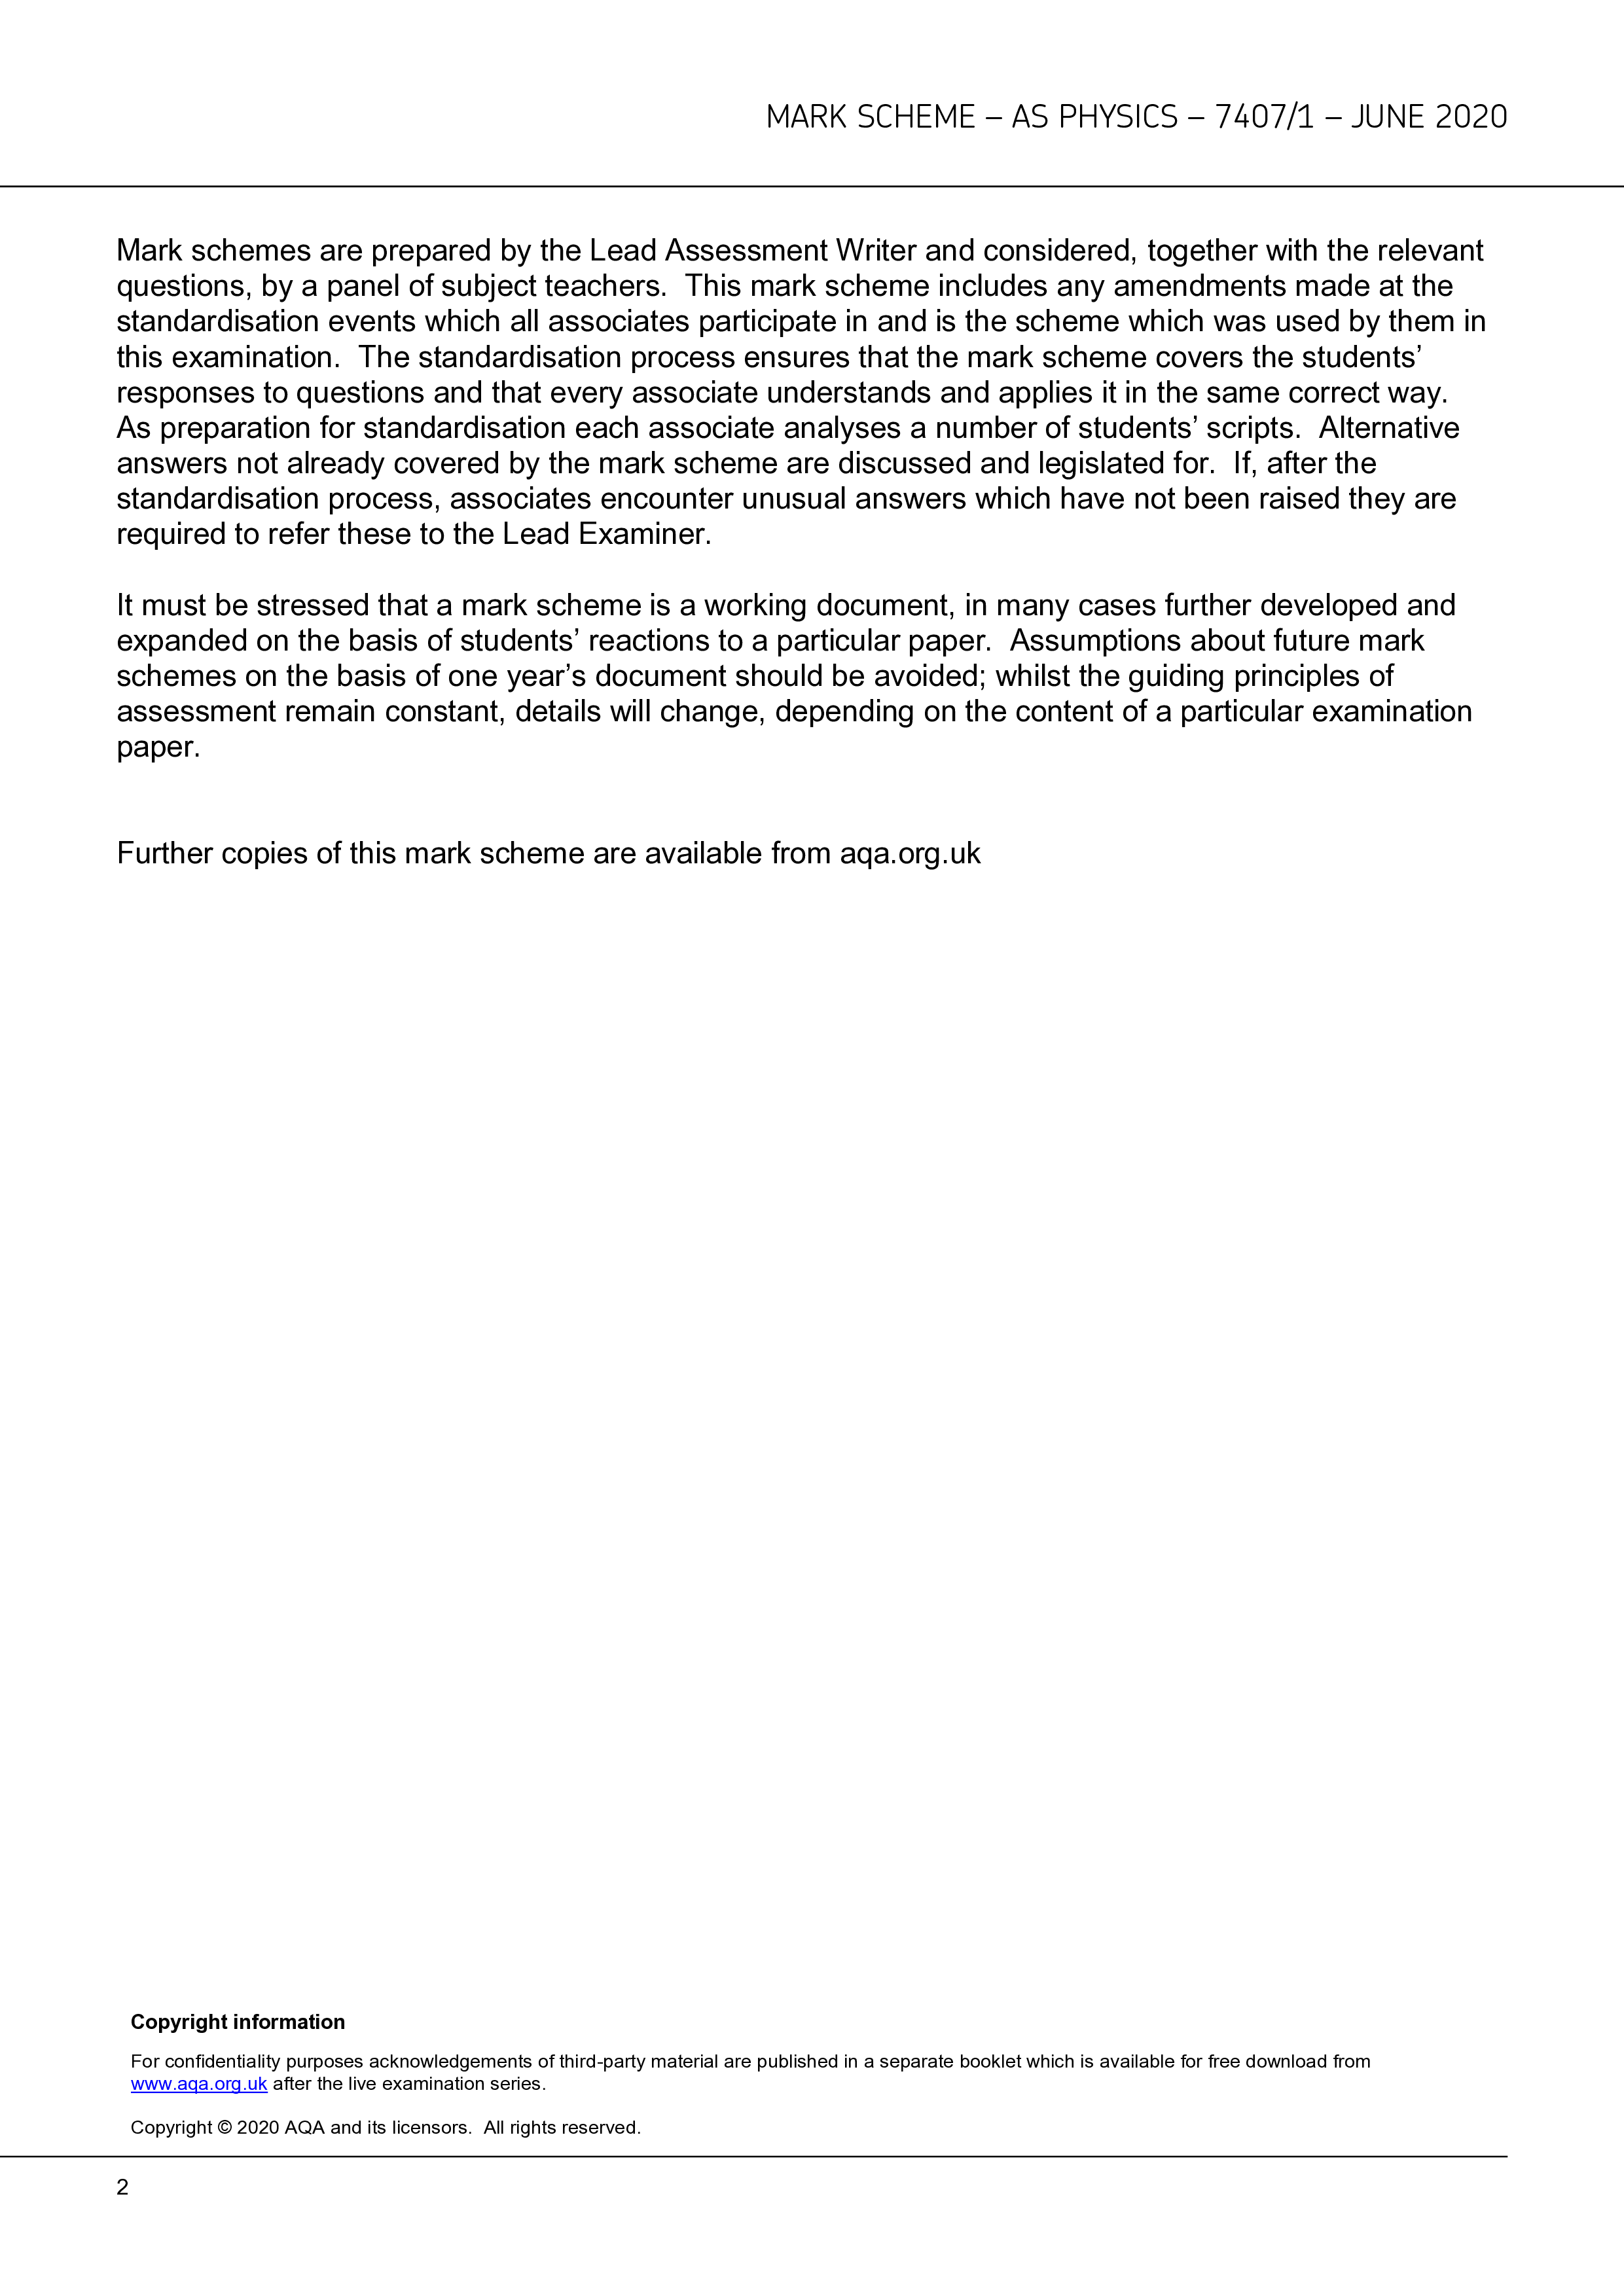 MARK SCHEME – AS PHYSICS – 7407/1 – JUNE 2020
Mark schemes are prepared by the Lead Assessment Writer and considered, together with the relevant
questions, by a panel of subject teachers.  This mark scheme includes any amendments made at the
standardisation events which all associates participate in and is the scheme which was used by them in
this examination.  The standardisation process ensures that the mark scheme covers the students’
responses to questions and that every associate understands and applies it in the same correct way.
As preparation for standardisation each associate analyses a number of students’ scripts.  Alternative
answers not already covered by the mark scheme are discussed and legislated for.  If, after the
standardisation process, associates encounter unusual answers which have not been raised they are
required to refer these to the Lead Examiner.
It must be stressed that a mark scheme is a working document, in many cases further developed and
expanded on the basis of students’ reactions to a particular paper.  Assumptions about future mark
schemes on the basis of one year’s document should be avoided; whilst the guiding principles of
assessment remain constant, details will change, depending on the content of a particular examination
paper.
Further copies of this mark scheme are available from aqa.org.uk
Copyright information
For confidentiality purposes acknowledgements of third-party material are published in a separate booklet which is available for free download from
www.aqa.org.uk after the live examination series.
Copyright © 2020 AQA and its licensors.  All rights reserved.
2